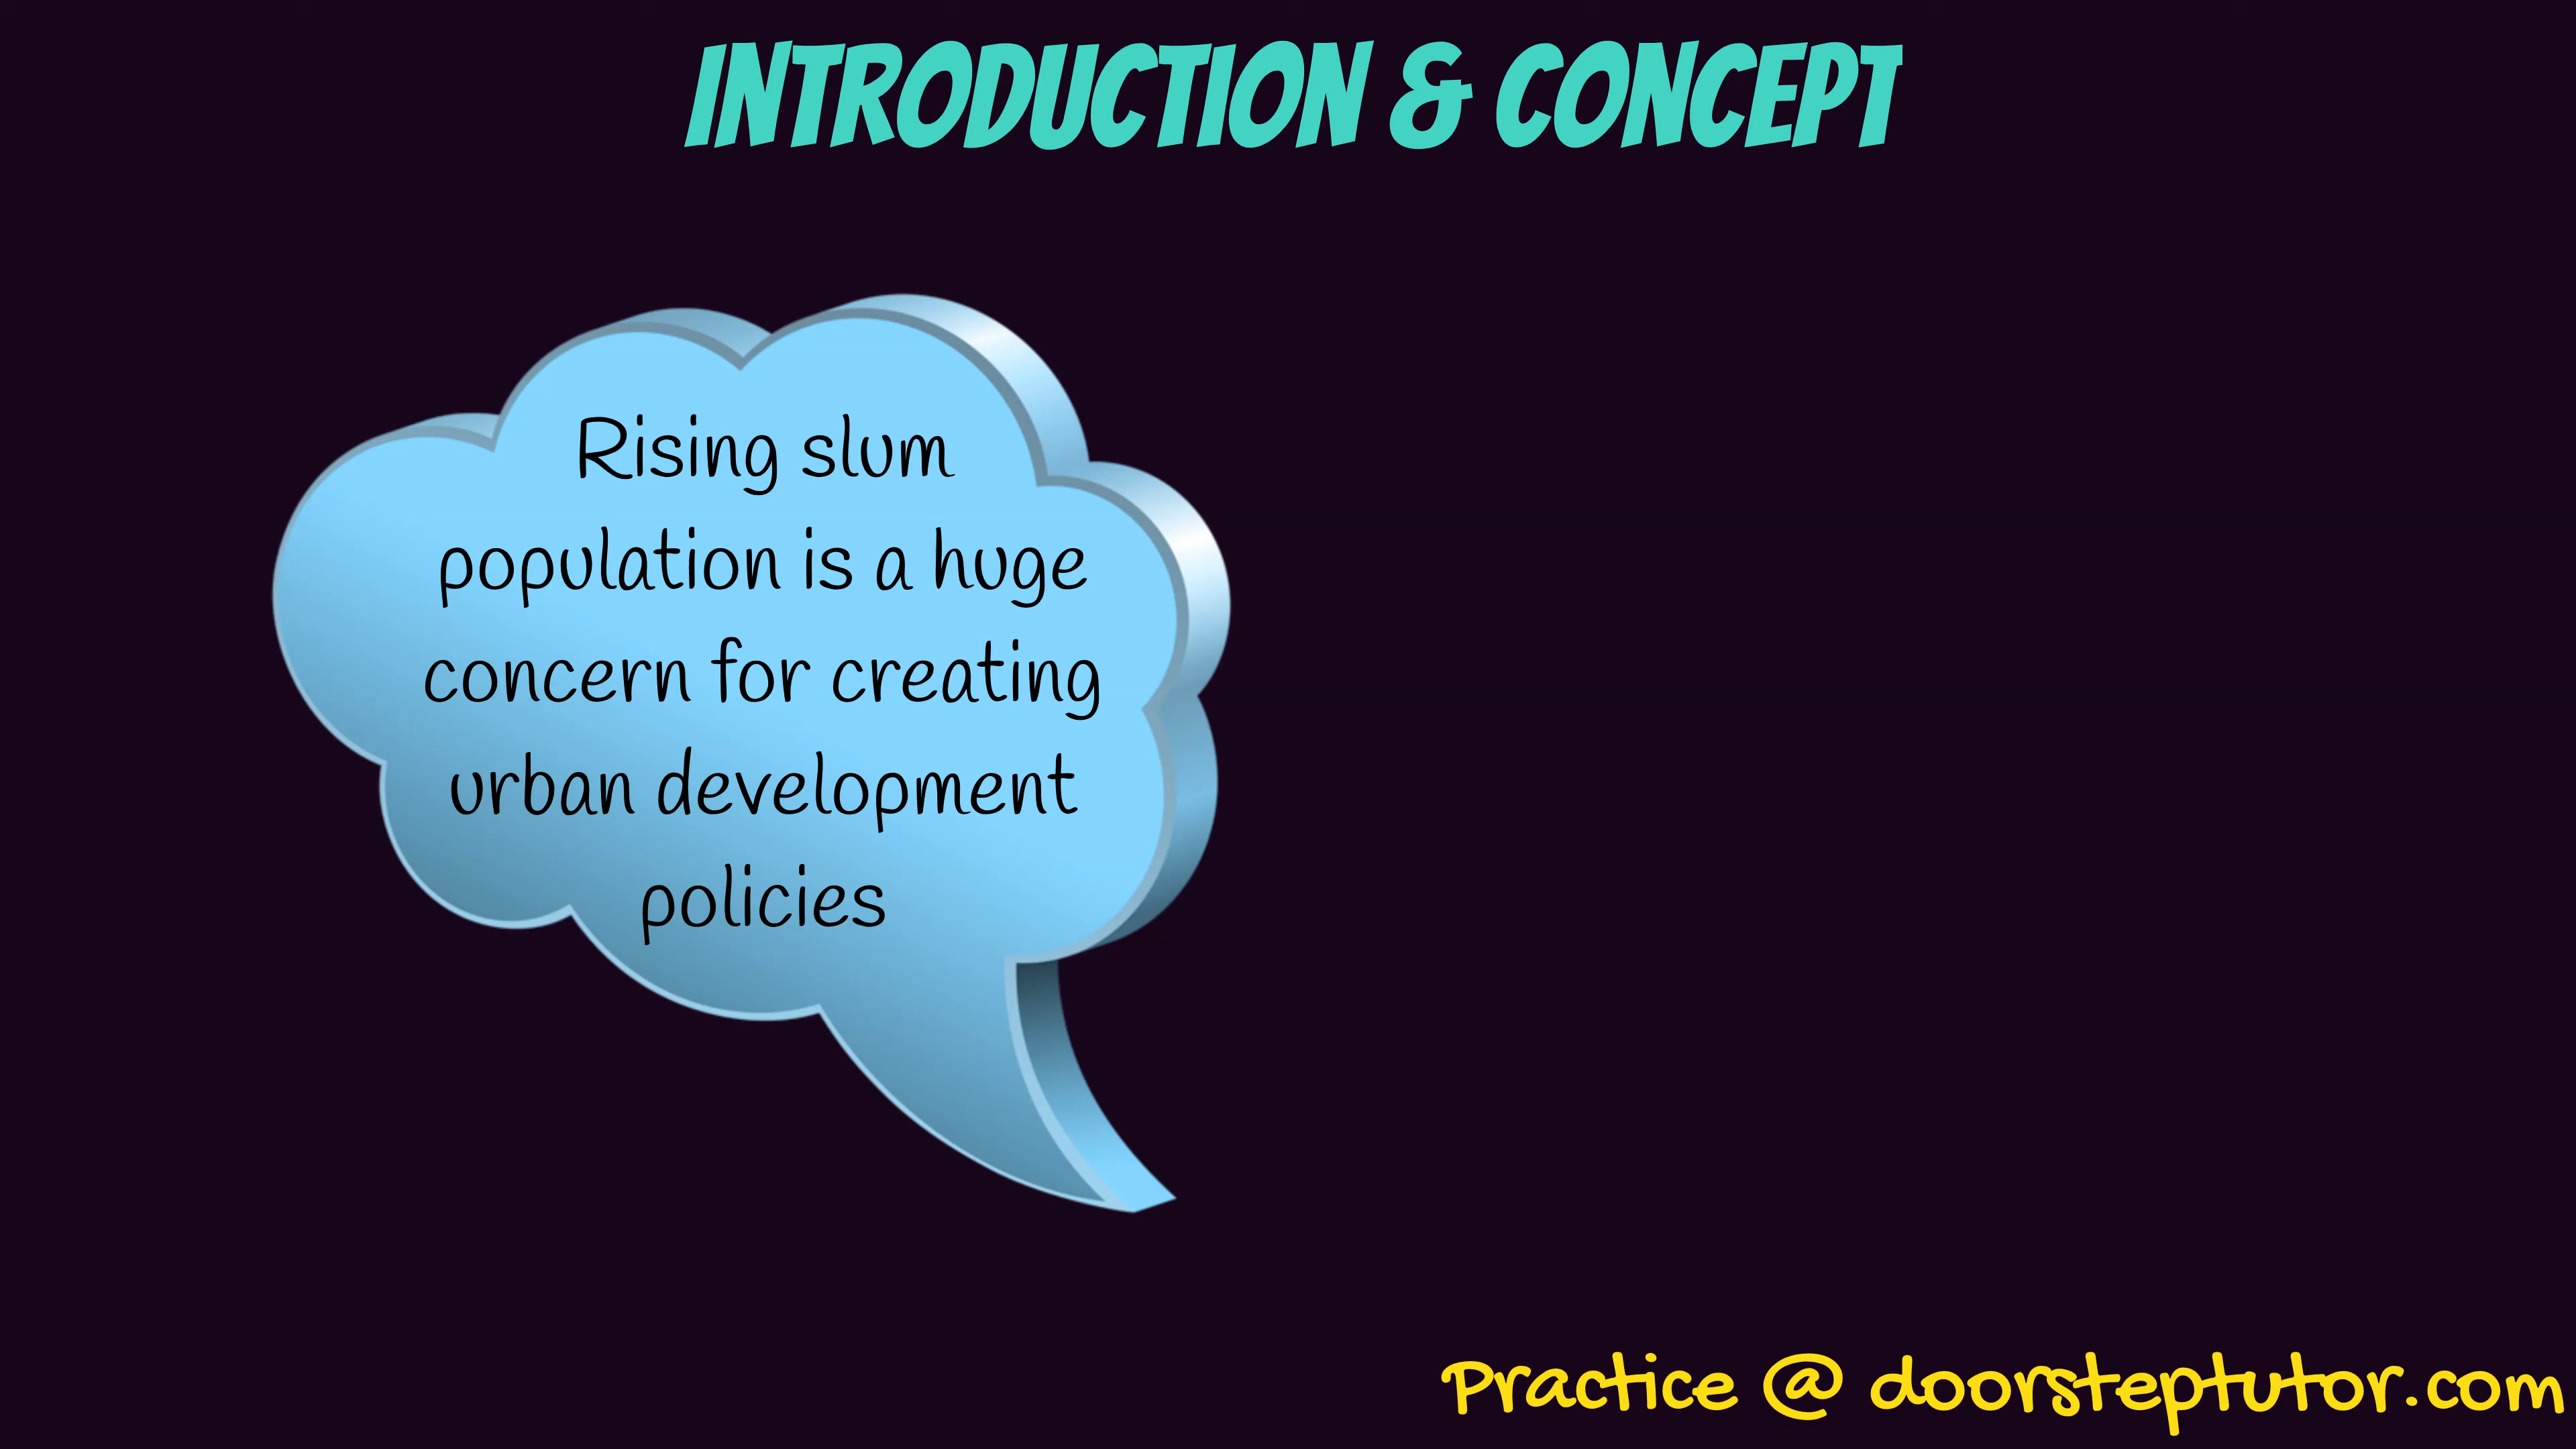 INTRODUCTION & CONCEPT
Rising slum
population is a huge
concern for creating
urban development
policies
Practice @ doorsteptutor.com